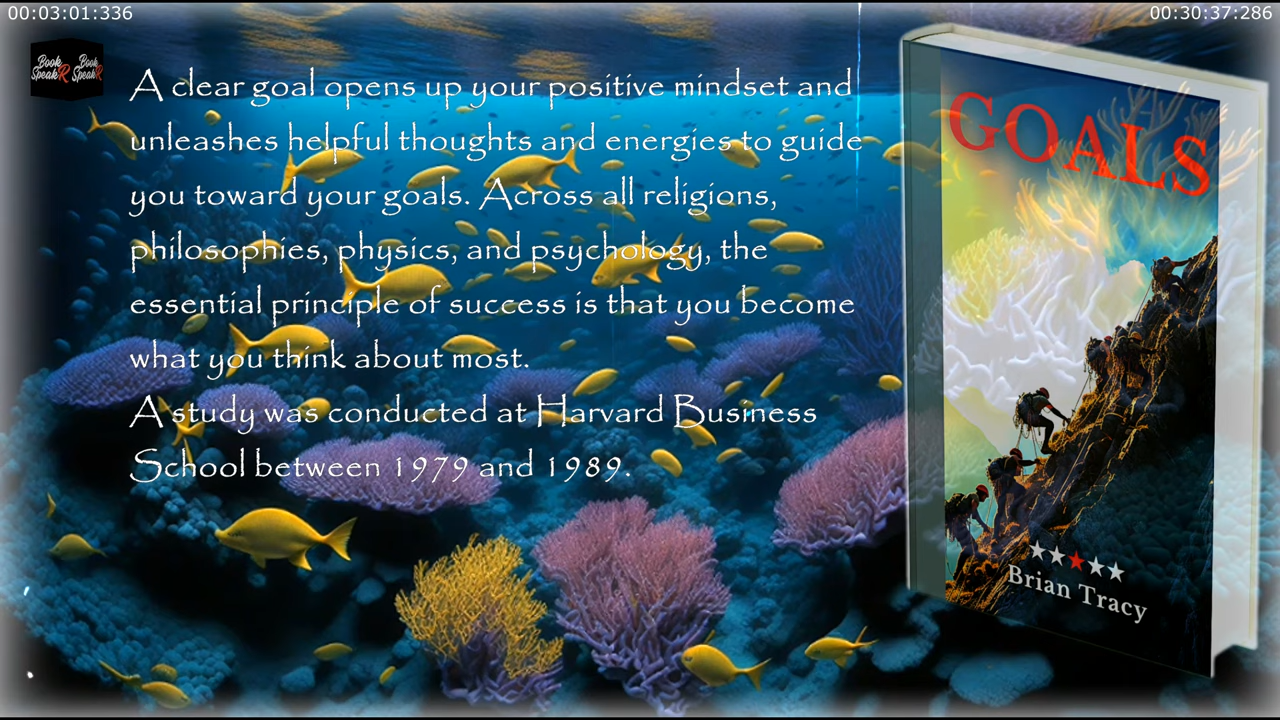 00:03:01:336
00:30:37:286
Book Book
SpeakR SpeakR
A clear goal opens up your positive mindset and
unleashes helpful thoughts and energies to guide
you toward your goals. Across all religions,
philosophies, physics, and psychology, the
essential principle of success is that you become
what you think about most.
A study was conducted at Harvard Business
School between 1979 and 1989.
GOALS
Brian Tracy